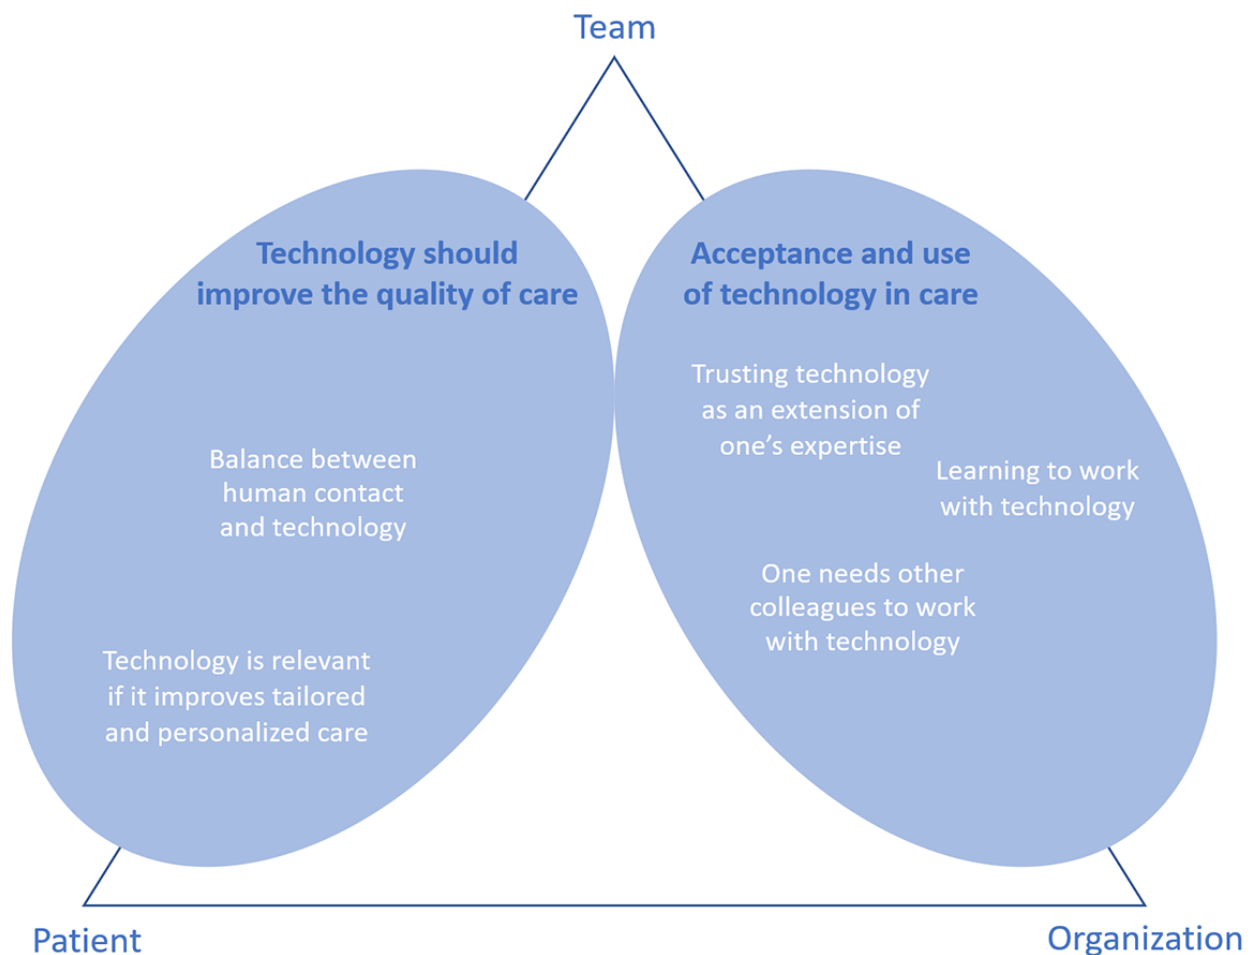 Team
Technology should
improve the quality of care
Balance between
human contact
and technology
Technology is relevant
if it improves tailored
and personalized care
Acceptance and use
of technology in care
Trusting technology
as an extension of
one’s expertise
Learning to work
with technology
One needs other
colleagues to work
with technology
Patient
Organization